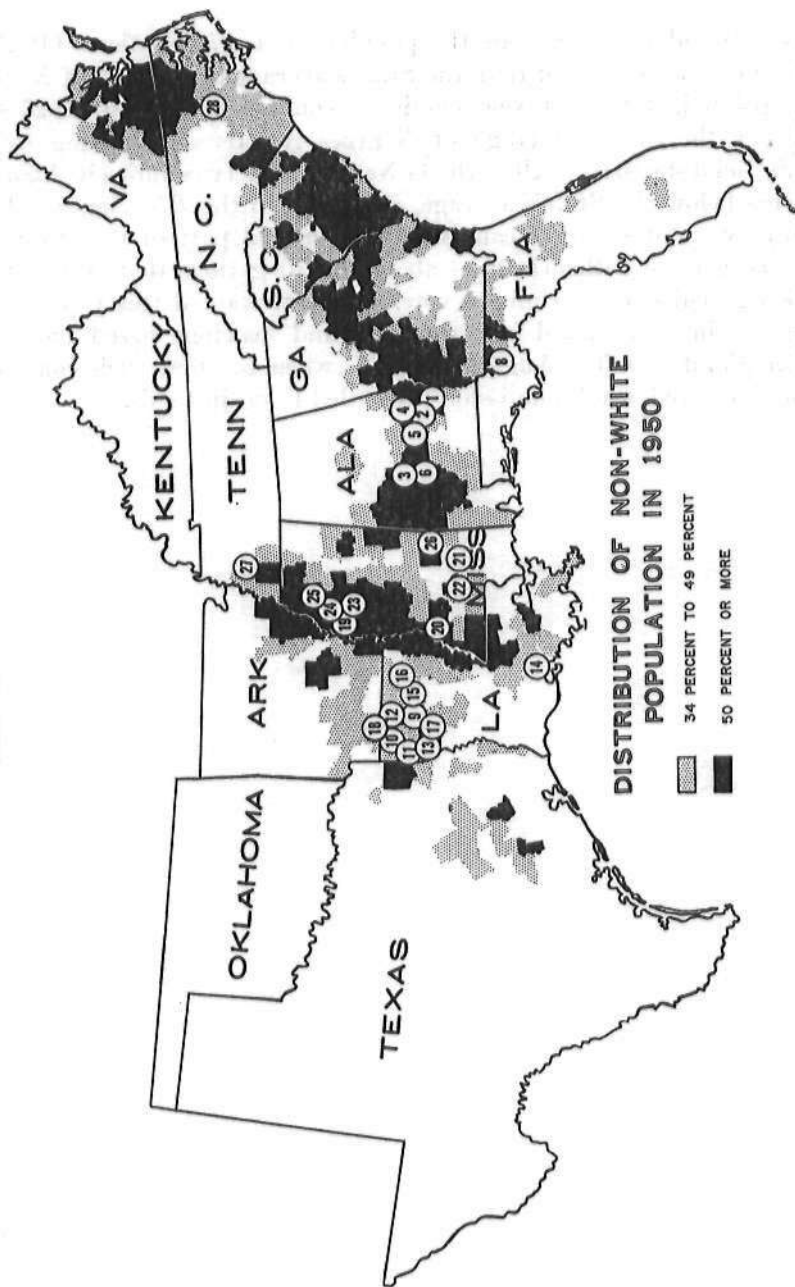 KENTUCKY
VA
OKLAHOMA
ARK
TENN
N. C.
28
27
S. C.
TEXAS
GA
ALA
MISS
LA
FLA
25
24
19
23
18
10
12
16
11
9
15
13
17
20
22
26
21
14
3
6
5
4
2
1
8
DISTRIBUTION OF NON-WHITE
POPULATION IN 1950
34 PERCENT TO 49 PERCENT
50 PERCENT OR MORE